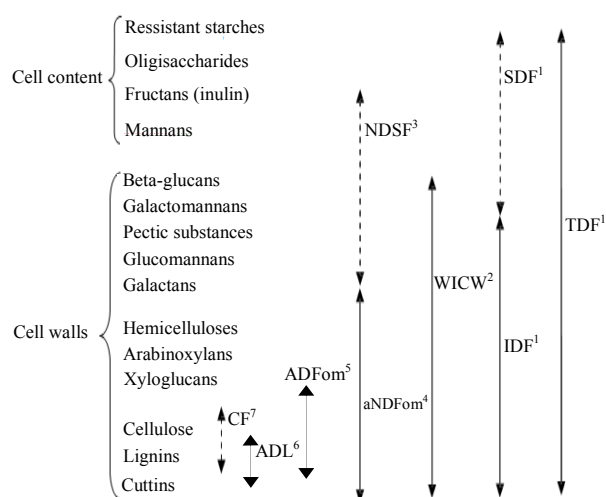 Ressistant starches
Oligisaccharides
Cell content
Fructans (inulin)
Mannans
SDF¹
NDSF³
Beta-glucans
Galactomannans
Pectic substances
Glucomannans
Galactans
TDF¹
WICW²
Cell walls
Hemicelluloses
Arabinoxylans
Xyloglucans
IDF¹
ADFom⁵
aNDFom⁴
CF⁷
Cellulose
ADL⁶
Lignins
Cuttins